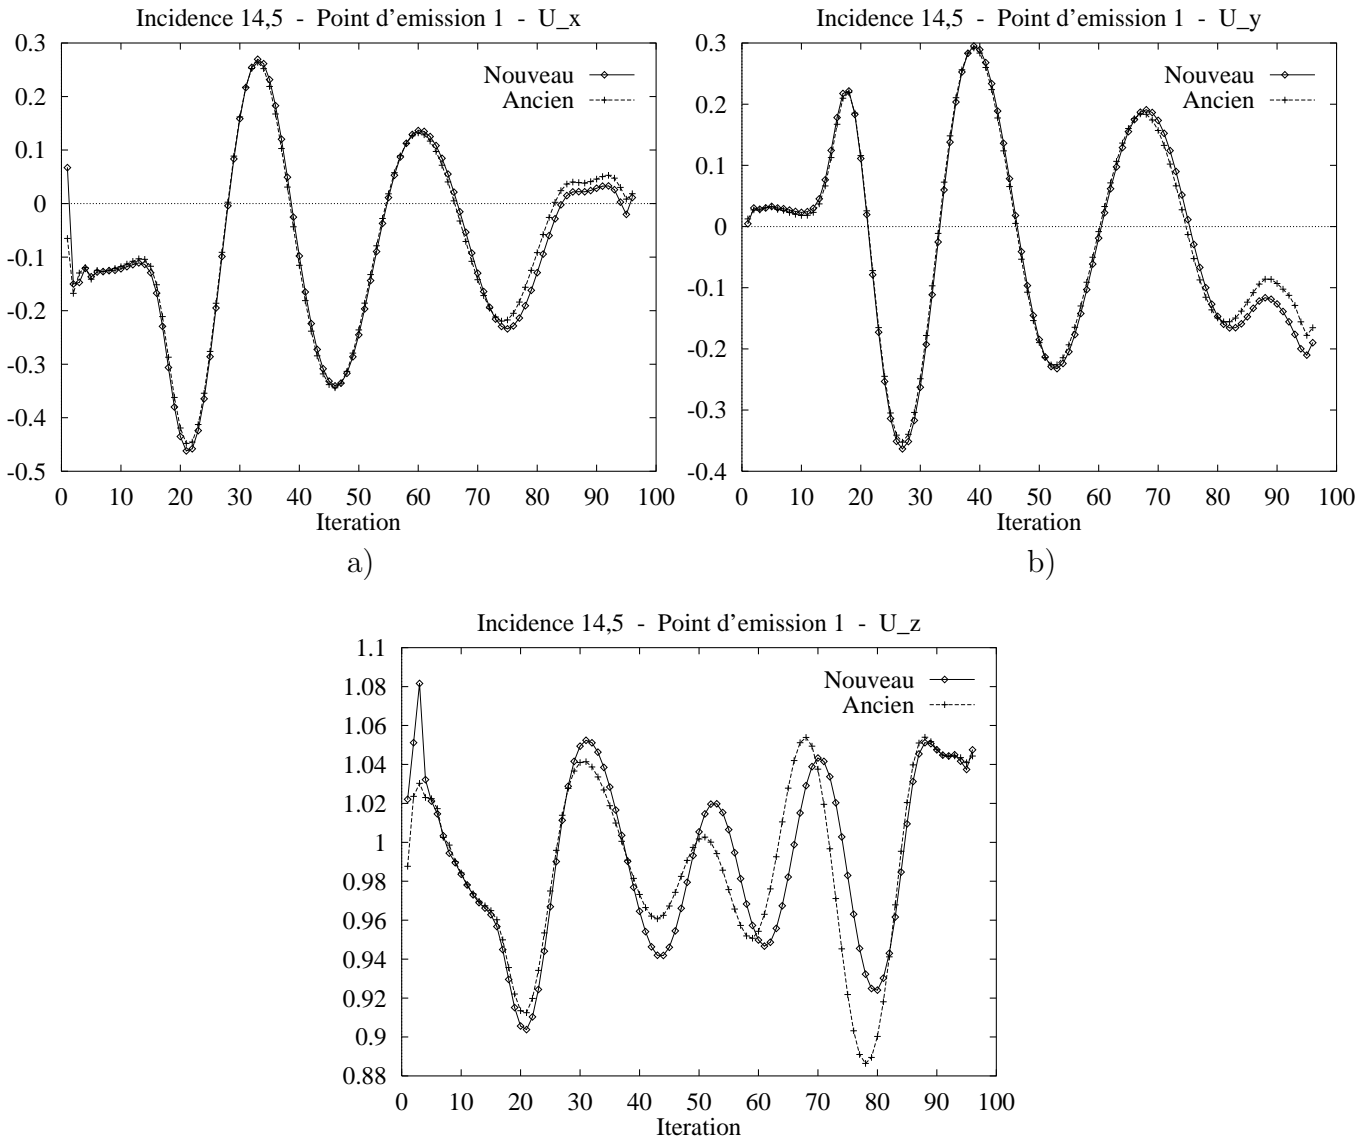 Incidence 14,5 - Point d'emission 1 - U_x
Nouveau
Ancien
0.3
0.2
0.1
0
-0.1
-0.2
-0.3
-0.4
-0.5
0 10 20 30 40 50 60 70 80 90 100
Iteration
a)
Incidence 14,5 - Point d'emission 1 - U_y
Nouveau
Ancien
0.3
0.2
0.1
0
-0.1
-0.2
-0.3
-0.4
0 10 20 30 40 50 60 70 80 90 100
Iteration
b)
Incidence 14,5 - Point d'emission 1 - U_z
Nouveau
Ancien
1.1
1.08
1.06
1.04
1.02
1
0.98
0.96
0.94
0.92
0.9
0.88
0 10 20 30 40 50 60 70 80 90 100
Iteration